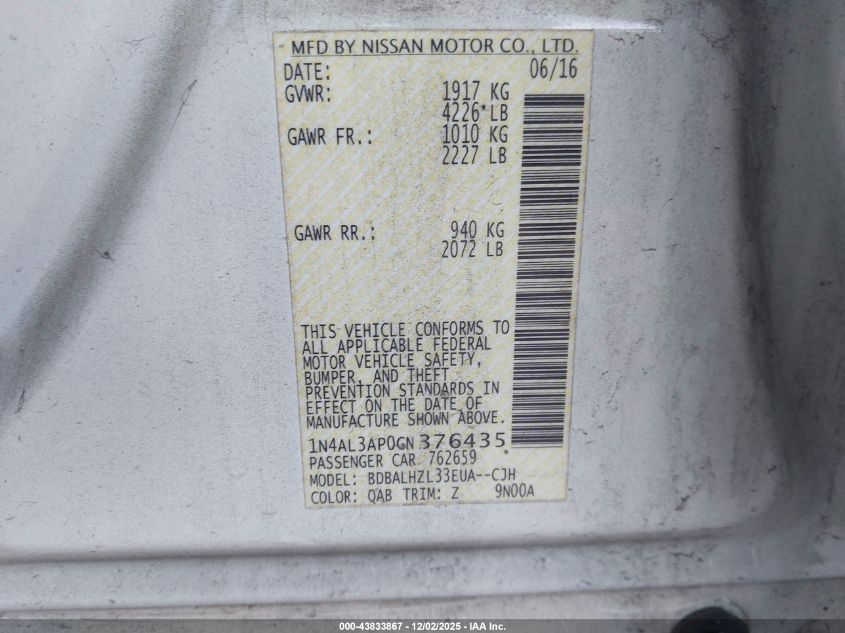 MFD BY NISSAN MOTOR CO., LTD.
DATE: 06/16
GVWR: 1917 KG
4226 LB
GAWR FR.: 1010 KG
2227 LB
GAWR RR.: 940 KG
2072 LB
THIS VEHICLE CONFORMS TO
ALL APPLICABLE FEDERAL
MOTOR VEHICLE SAFETY,
BUMPER, AND THEFT
PREVENTION STANDARDS IN
EFFECT ON THE DATE OF
MANUFACTURE SHOWN ABOVE.
1N4AL3AP0GN376435
PASSENGER CAR 762659
MODEL: BDBALHZL33EUA--CJH
COLOR: QAB TRIM: Z 9N00A
000-43833867 - 12/02/2025 - IAA Inc.